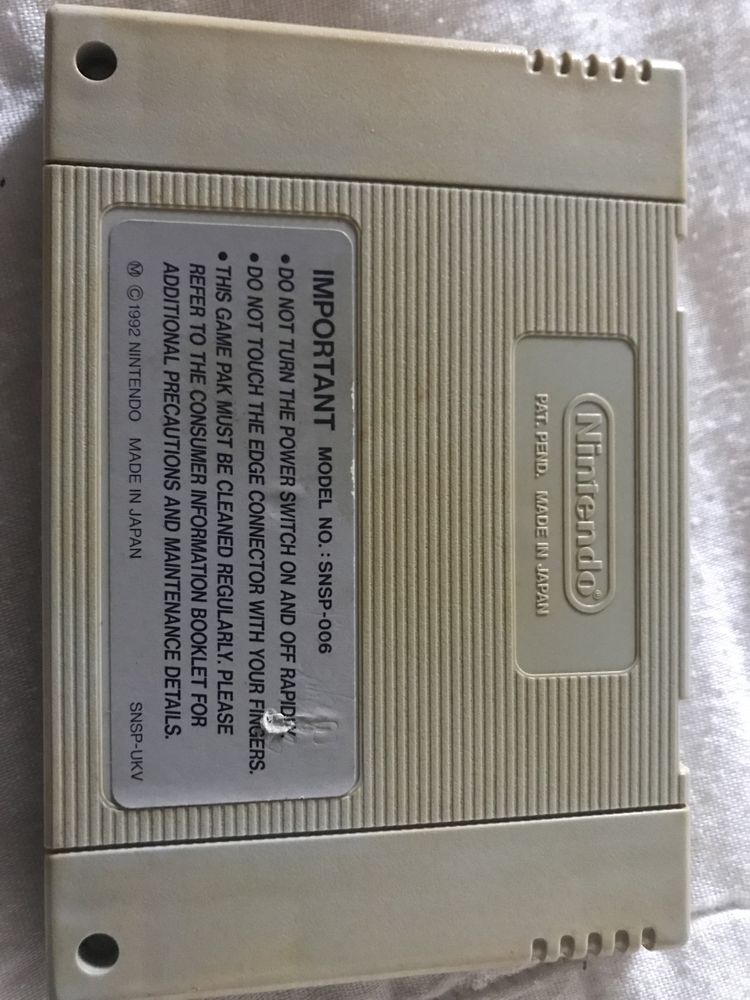 Nintendo®
PAT. PEND. MADE IN JAPAN
IMPORTANT MODEL NO. : SNSP-006
• DO NOT TURN THE POWER SWITCH ON AND OFF RAPIDLY.
• DO NOT TOUCH THE EDGE CONNECTOR WITH YOUR FINGERS.
• THIS GAME PAK MUST BE CLEANED REGULARLY. PLEASE
REFER TO THE CONSUMER INFORMATION BOOKLET FOR
ADDITIONAL PRECAUTIONS AND MAINTENANCE DETAILS.
Ⓜ © 1992 NINTENDO MADE IN JAPAN SNSP-UKV